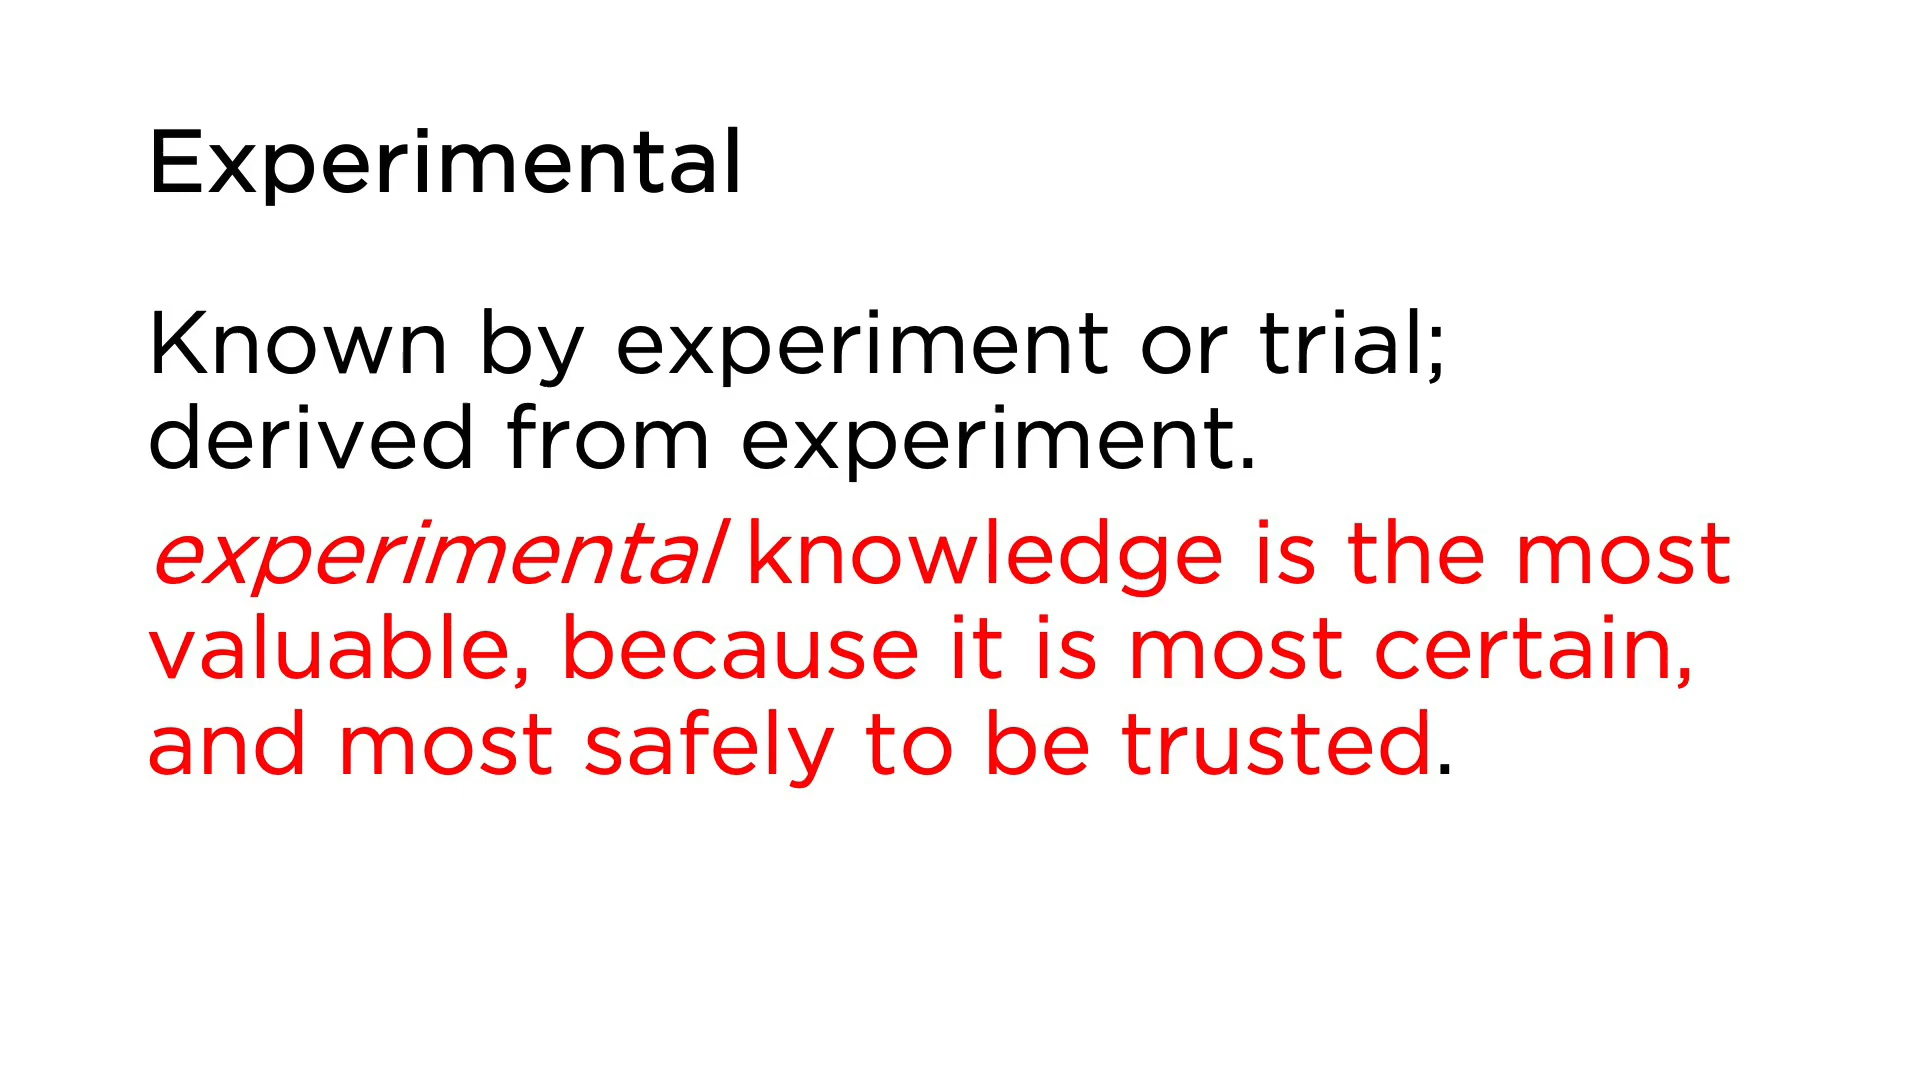 Experimental
Known by experiment or trial;
derived from experiment.
experimental knowledge is the most
valuable, because it is most certain,
and most safely to be trusted.